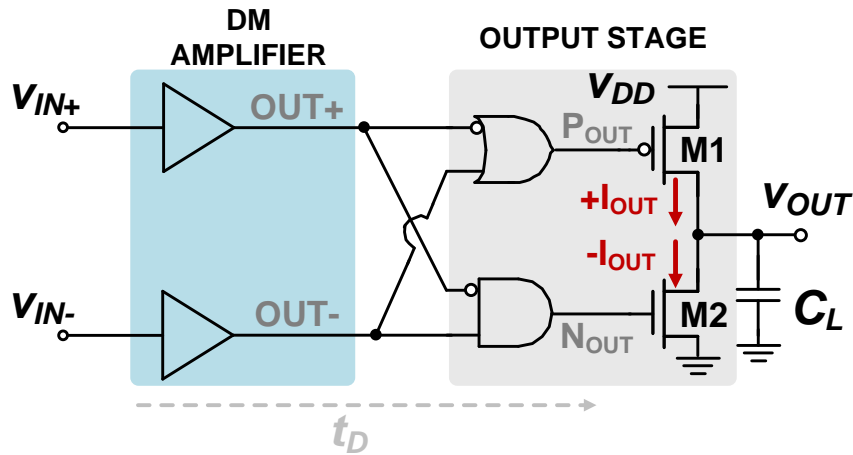 DM
AMPLIFIER
OUTPUT STAGE
vIN+
OUT+
POUT
vDD
M1
+IOUT
vOUT
-IOUT
vIN-
OUT-
NOUT
M2
CL
tD